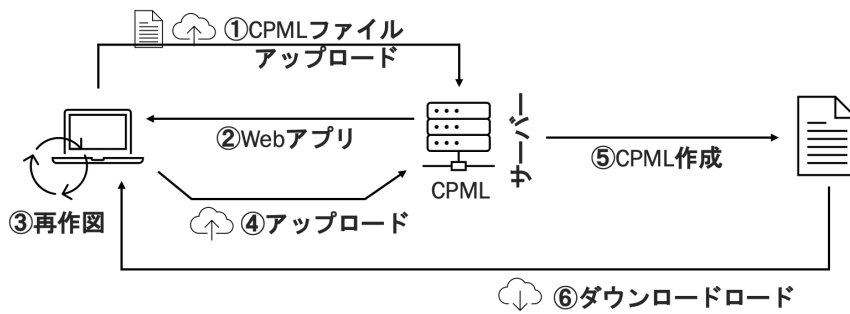 ①CPMLファイル
アップロード
②Webアプリ
サーバー
CPML
⑤CPML作成
③再作図
④アップロード
⑥ダウンロードロード